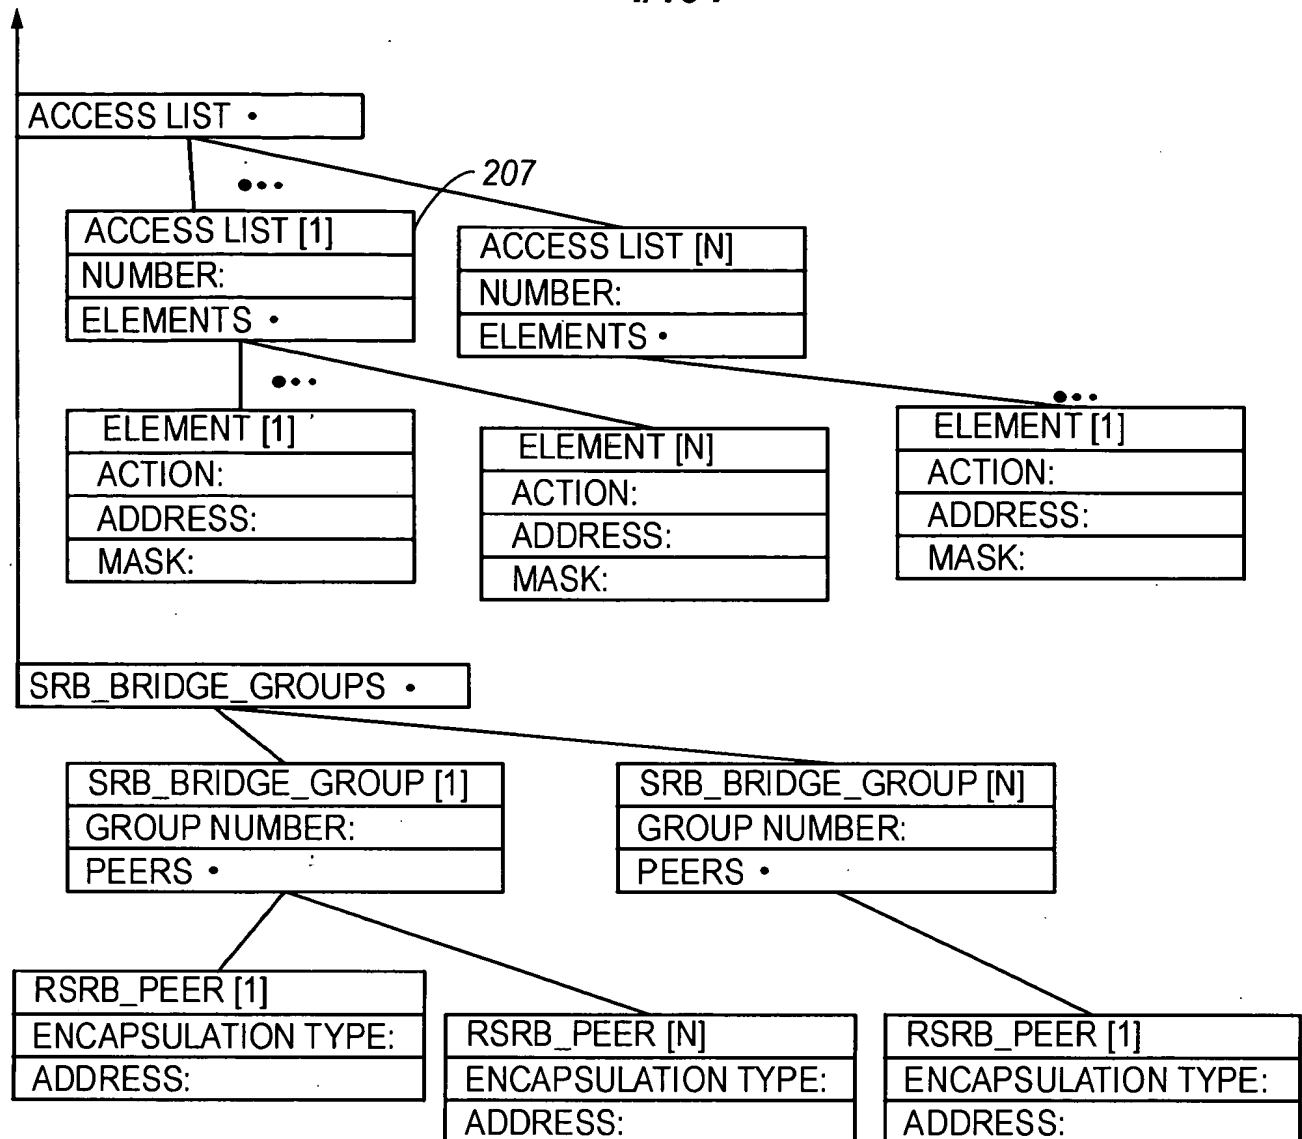 ACCESS LIST •
207
ACCESS LIST [1]
NUMBER:
ELEMENTS •
ACCESS LIST [N]
NUMBER:
ELEMENTS •
ELEMENT [1]
ACTION:
ADDRESS:
MASK:
ELEMENT [N]
ACTION:
ADDRESS:
MASK:
ELEMENT [1]
ACTION:
ADDRESS:
MASK:
SRB_BRIDGE_GROUPS •
SRB_BRIDGE_GROUP [1]
GROUP NUMBER:
PEERS •
SRB_BRIDGE_GROUP [N]
GROUP NUMBER:
PEERS •
RSRB_PEER [1]
ENCAPSULATION TYPE:
ADDRESS:
RSRB_PEER [N]
ENCAPSULATION TYPE:
ADDRESS:
RSRB_PEER [1]
ENCAPSULATION TYPE:
ADDRESS: